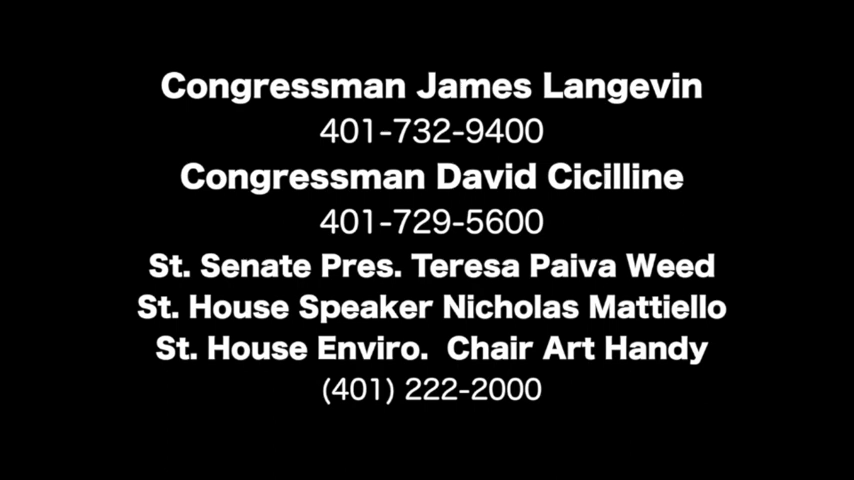 Congressman James Langevin
401-732-9400
Congressman David Cicilline
401-729-5600
St. Senate Pres. Teresa Paiva Weed
St. House Speaker Nicholas Mattiello
St. House Enviro.  Chair Art Handy
(401) 222-2000